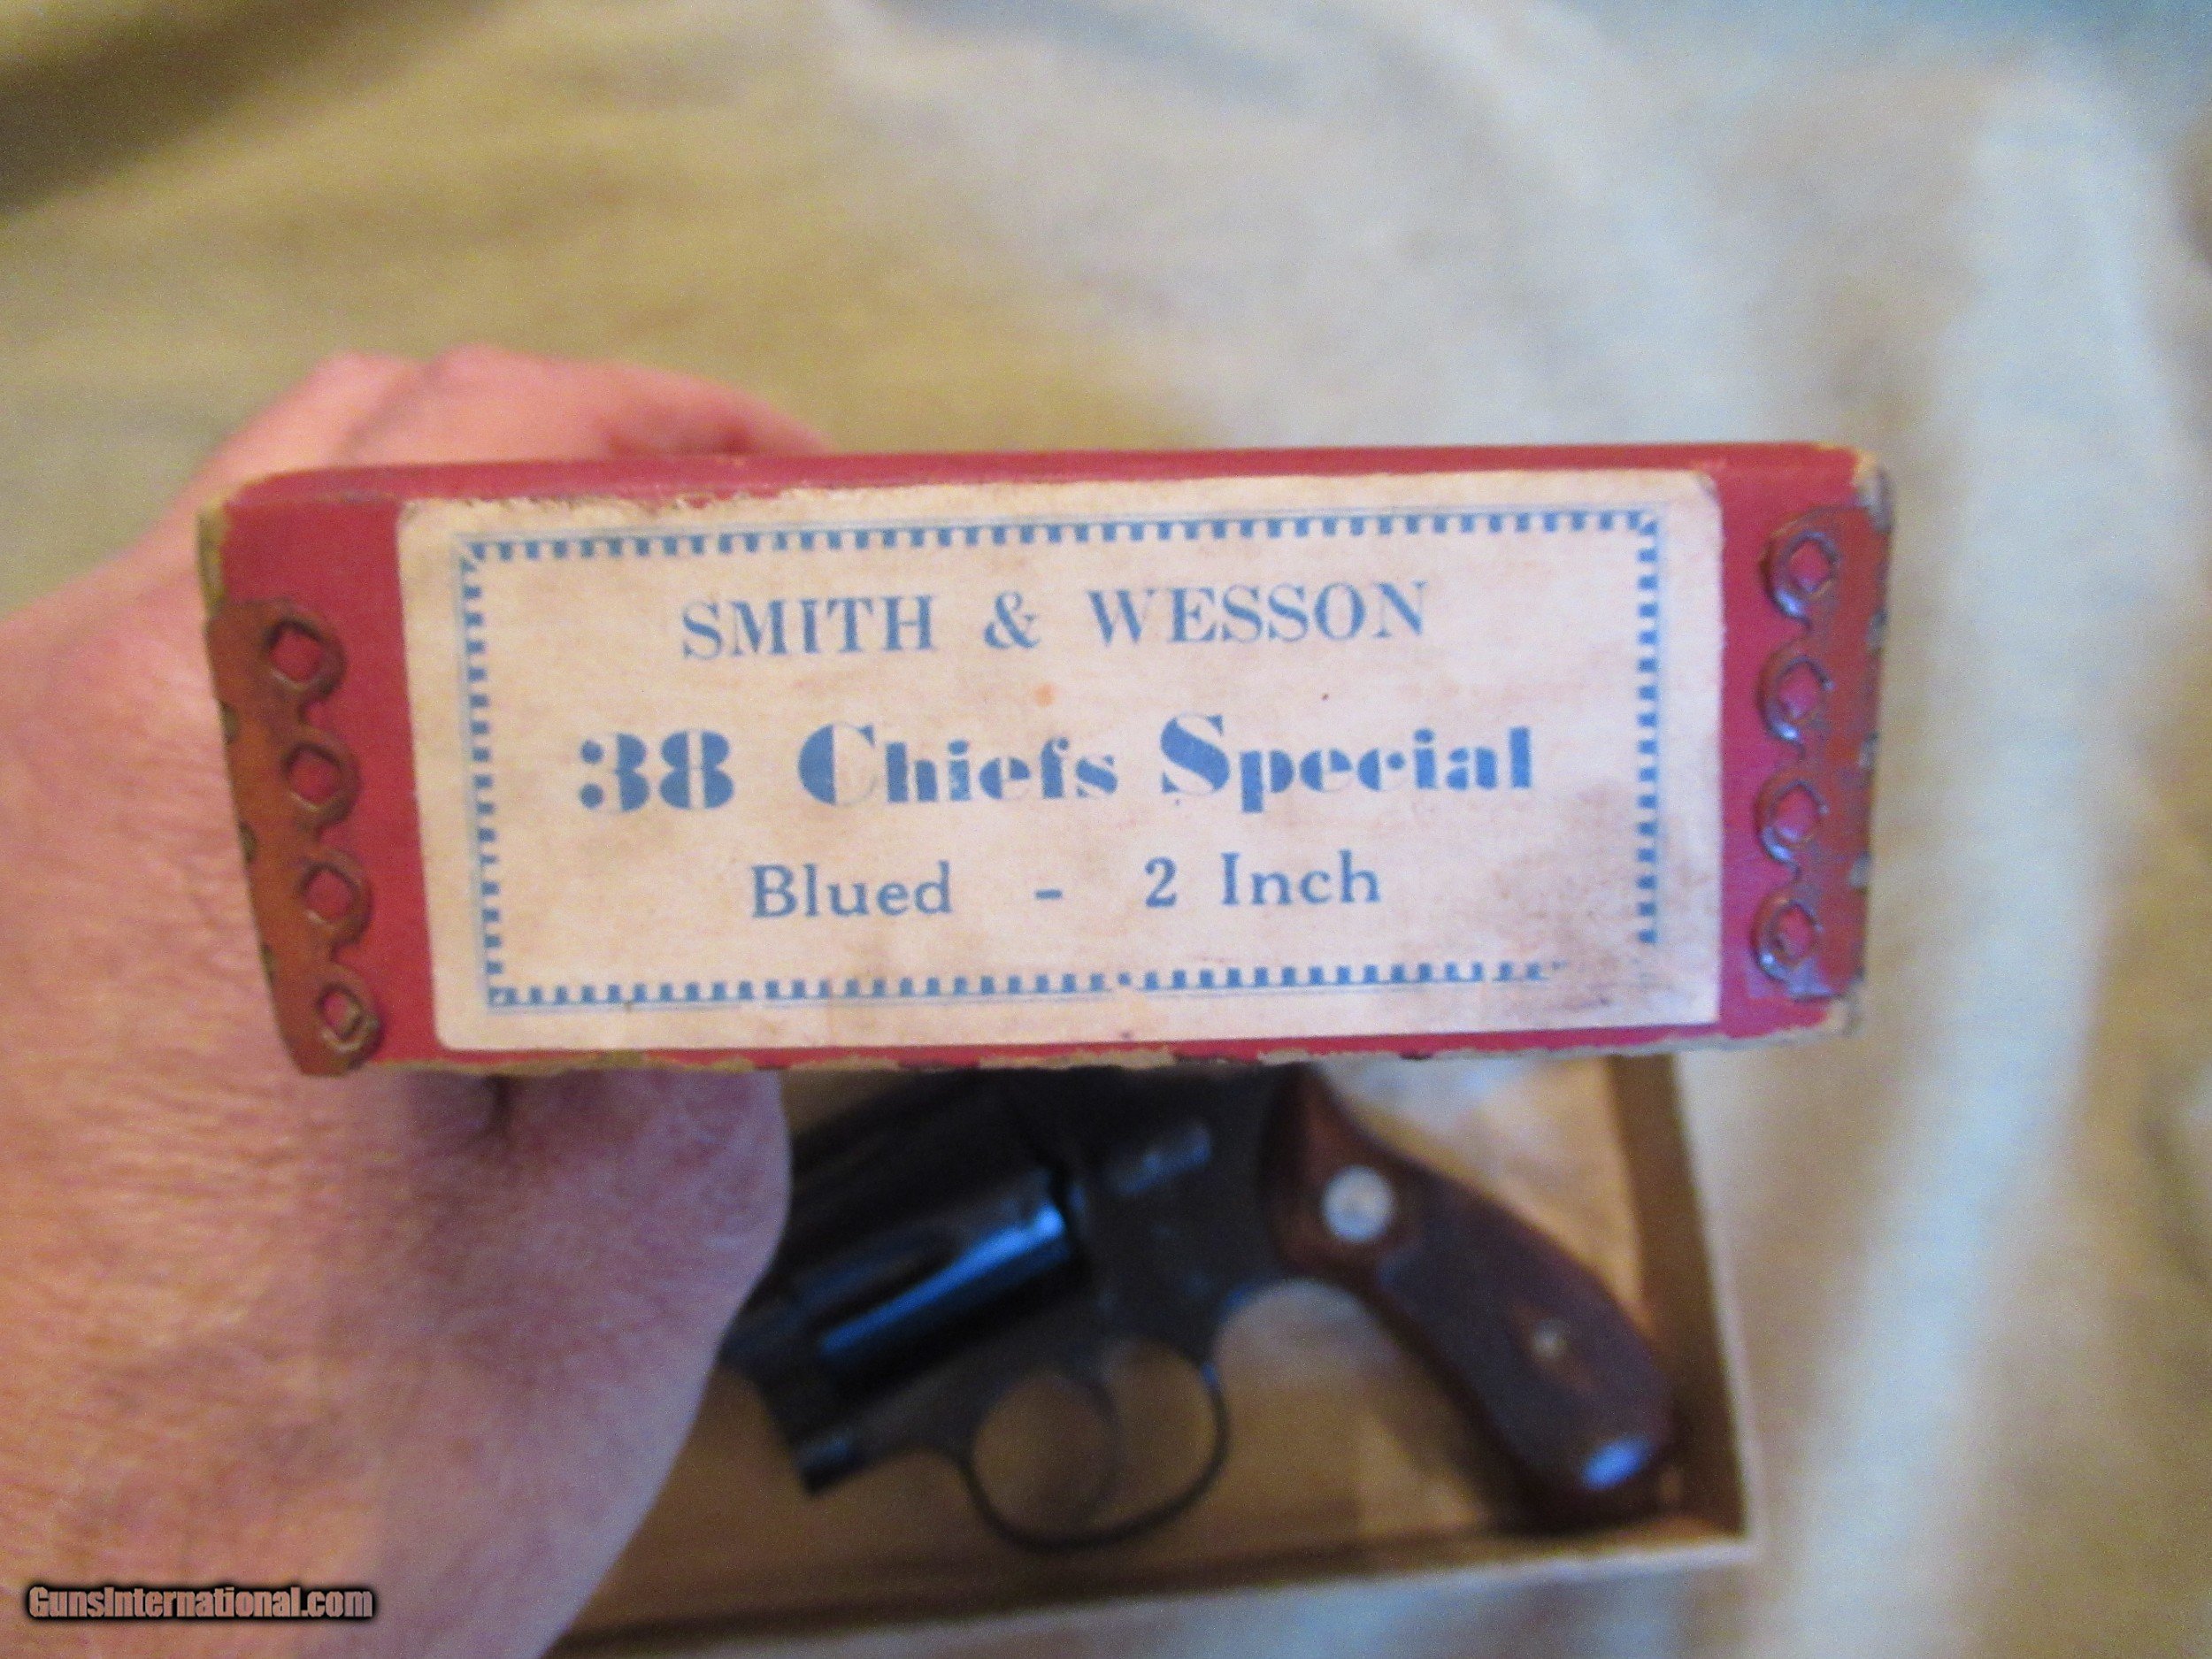 SMITH & WESSON
38 Chiefs Special
Blued - 2 Inch
GunsInternational.com